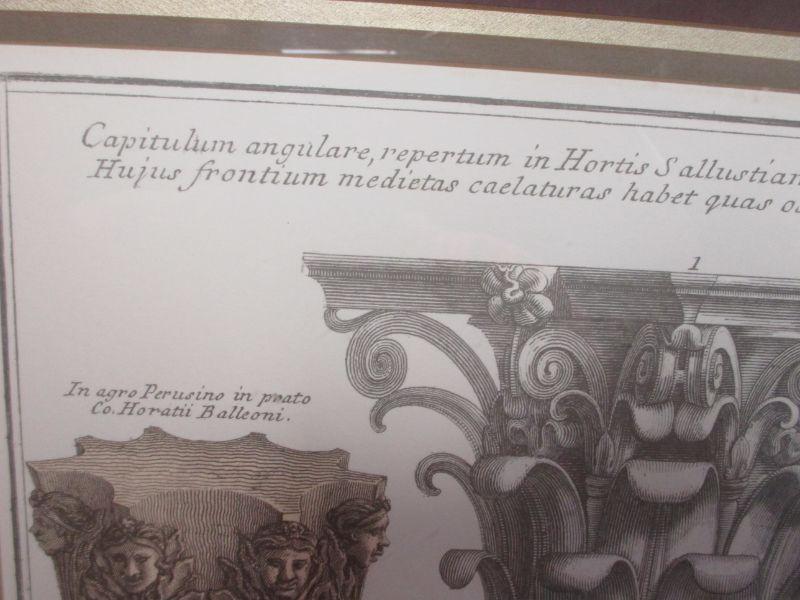 Capitulum angulare, repertum in Hortis Sallustian
Hujus frontium medietas caelaturas habet quas os
1
In agro Perusino in prato
Co. Horatii Balleoni.